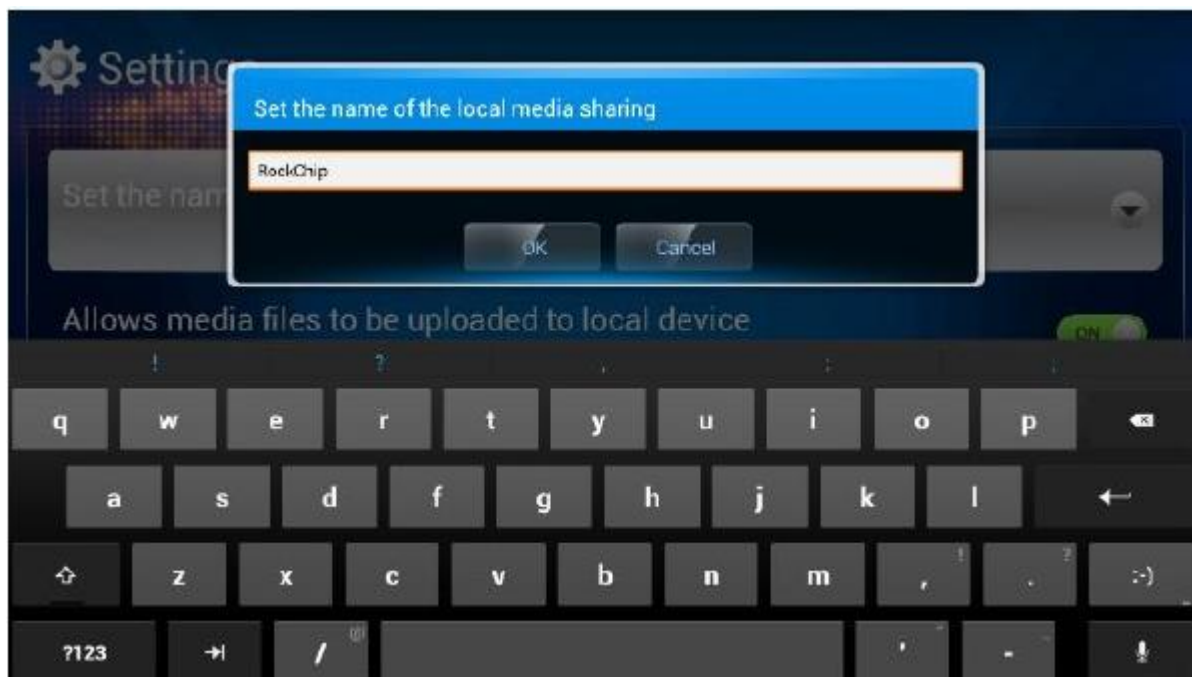 Settings
Set the name of the local media sharing
RockChip
Set the nam
OK Cancel
Allows media files to be uploaded to local device
ON
! ? , : ;
q w e r t y u i o p
a s d f g h j k l
z x c v b n m , ! . ? :-)
?123 / @ ' " - _